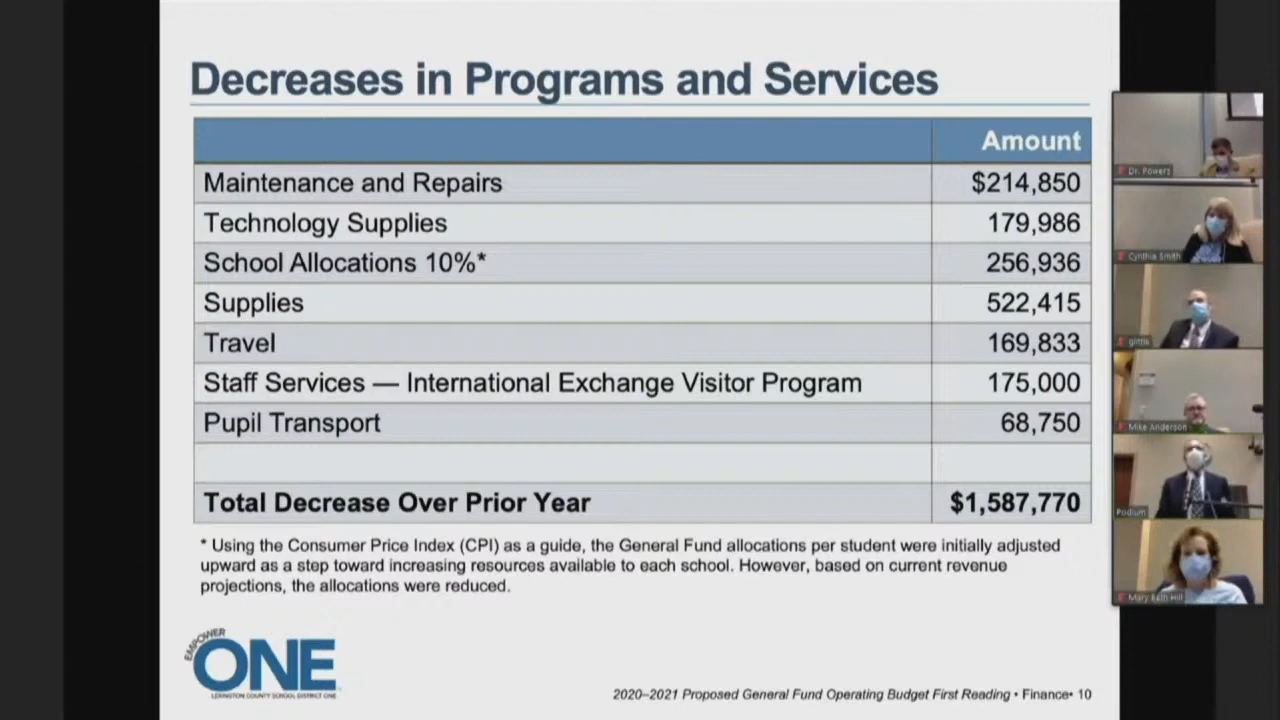 Decreases in Programs and Services
Amount
Maintenance and Repairs $214,850
Technology Supplies 179,986
School Allocations 10%* 256,936
Supplies 522,415
Travel 169,833
Staff Services — International Exchange Visitor Program 175,000
Pupil Transport 68,750
Total Decrease Over Prior Year $1,587,770
* Using the Consumer Price Index (CPI) as a guide, the General Fund allocations per student were initially adjusted
upward as a step toward increasing resources available to each school. However, based on current revenue
projections, the allocations were reduced.
EMPOWER
ONE
LEXINGTON COUNTY SCHOOL DISTRICT ONE
2020–2021 Proposed General Fund Operating Budget First Reading • Finance• 10
Dr. Powers
Cynthia Smith
Mike Anderson
Podium
Mary Beth Hill